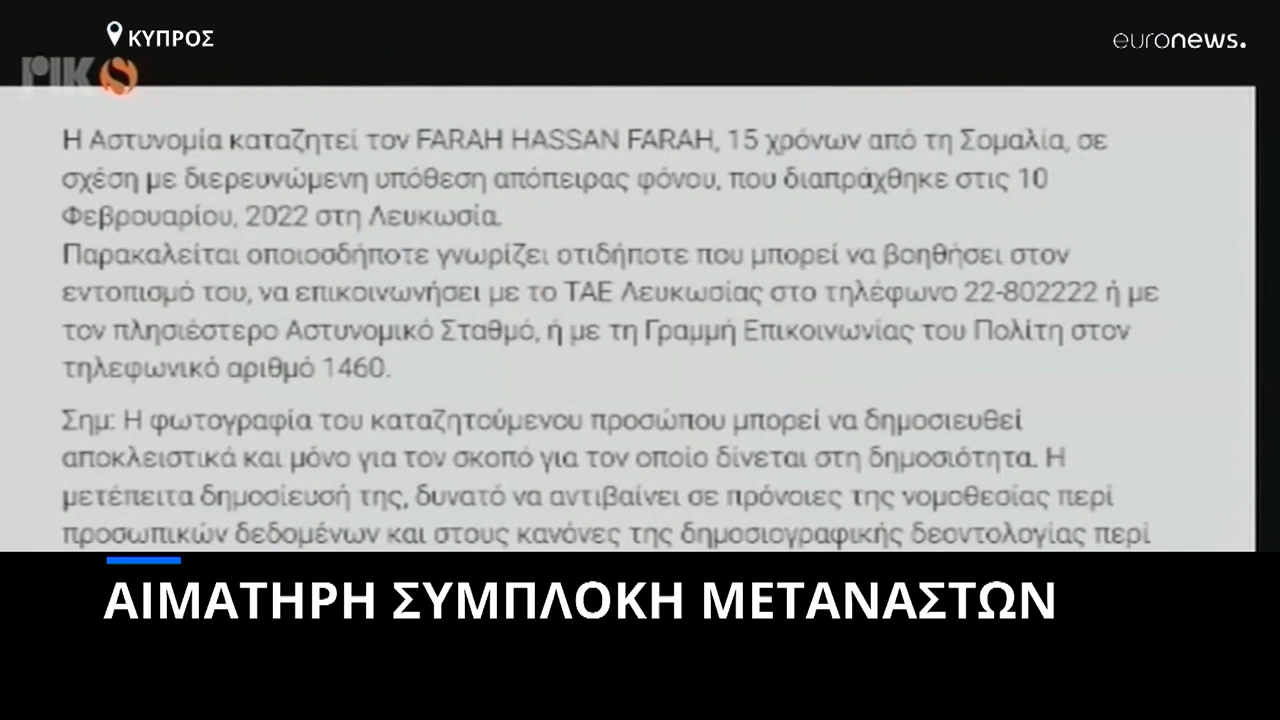 ΚΥΠΡΟΣ
euronews.
ΡΙΚ
Η Αστυνομία καταζητεί τον FARAH HASSAN FARAH, 15 χρόνων από τη Σομαλία, σε
σχέση με διερευνώμενη υπόθεση απόπειρας φόνου, που διαπράχθηκε στις 10
Φεβρουαρίου, 2022 στη Λευκωσία.
Παρακαλείται οποιοσδήποτε γνωρίζει οτιδήποτε που μπορεί να βοηθήσει στον
εντοπισμό του, να επικοινωνήσει με το ΤΑΕ Λευκωσίας στο τηλέφωνο 22-802222 ή με
τον πλησιέστερο Αστυνομικό Σταθμό, ή με τη Γραμμή Επικοινωνίας του Πολίτη στον
τηλεφωνικό αριθμό 1460.
Σημ: Η φωτογραφία του καταζητούμενου προσώπου μπορεί να δημοσιευθεί
αποκλειστικά και μόνο για τον σκοπό για τον οποίο δίνεται στη δημοσιότητα. Η
μετέπειτα δημοσίευσή της, δυνατό να αντιβαίνει σε πρόνοιες της νομοθεσίας περί
προσωπικών δεδομένων και στους κανόνες της δημοσιογραφικής δεοντολογίας περί
ΑΙΜΑΤΗΡΗ ΣΥΜΠΛΟΚΗ ΜΕΤΑΝΑΣΤΩΝ